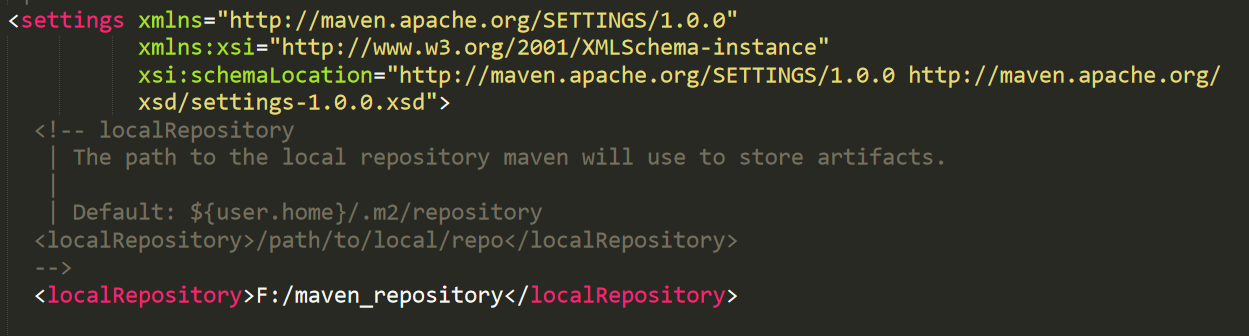 <settings xmlns="http://maven.apache.org/SETTINGS/1.0.0"
xmlns:xsi="http://www.w3.org/2001/XMLSchema-instance"
xsi:schemaLocation="http://maven.apache.org/SETTINGS/1.0.0 http://maven.apache.org/
xsd/settings-1.0.0.xsd">
<!-- localRepository
| The path to the local repository maven will use to store artifacts.
|
| Default: ${user.home}/.m2/repository
<localRepository>/path/to/local/repo</localRepository>
-->
<localRepository>F:/maven_repository</localRepository>